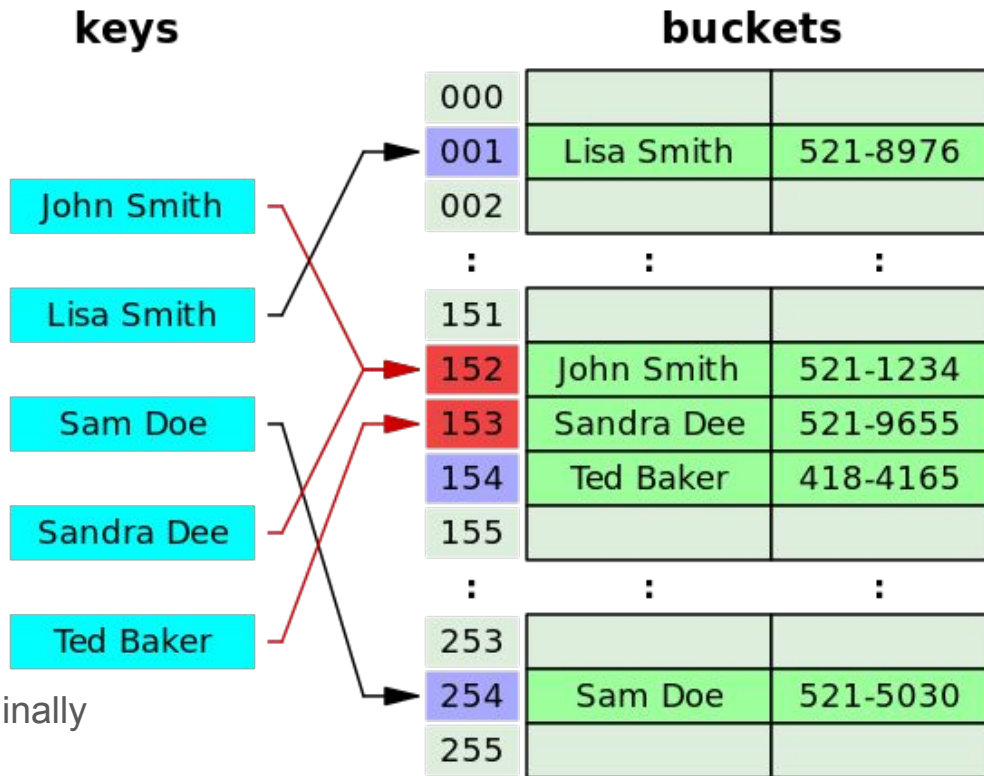 keys
buckets
000
001 Lisa Smith 521-8976
John Smith
002
: : :
Lisa Smith
151
152 John Smith 521-1234
Sam Doe
153 Sandra Dee 521-9655
154 Ted Baker 418-4165
Sandra Dee
155
: : :
Ted Baker
253
inally
254 Sam Doe 521-5030
255